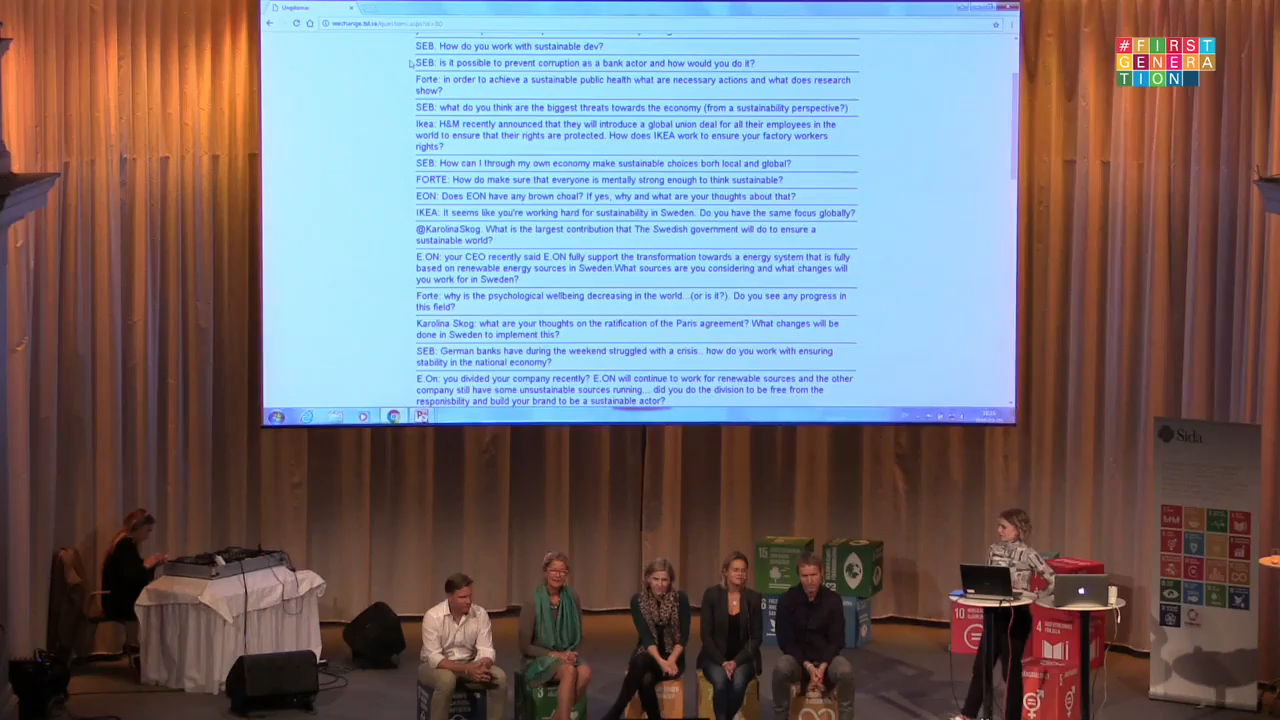 Ungdomar
wechange.bd.se/questions.aspx?
SEB. How do you work with sustainable dev?
SEB: is it possible to prevent corruption as a bank actor and how would you do it?
Forte: in order to achieve a sustainable public health what are necessary actions and what does research
show?
SEB: what do you think are the biggest threats towards the economy (from a sustainability perspective?)
Ikea: H&M recently announced that they will introduce a global union deal for all their employees in the
world to ensure that their rights are protected. How does IKEA work to ensure your factory workers
rights?
SEB: How can I through my own economy make sustainable choices borh local and global?
FORTE: How do make sure that everyone is mentally strong enough to think sustainable?
EON: Does EON have any brown choal? If yes, why and what are your thoughts about that?
IKEA: It seems like you're working hard for sustainability in Sweden. Do you have the same focus globally?
@KarolinaSkog. What is the largest contribution that The Swedish government will do to ensure a
sustainable world?
E.ON: your CEO recently said E.ON fully support the transformation towards a energy system that is fully
based on renewable energy sources in Sweden.What sources are you considering and what changes will
you work for in Sweden?
Forte: why is the psychological wellbeing decreasing in the world...(or is it?). Do you see any progress in
this field?
Karolina Skog: what are your thoughts on the ratification of the Paris agreement? What changes will be
done in Sweden to implement this?
SEB: German banks have during the weekend struggled with a crisis.. how do you work with ensuring
stability in the national economy?
E.On: you divided your company recently? E.ON will continue to work for renewable sources and the other
company still have some unsustainable sources running... did you do the division to be free from the
responisbility and build your brand to be a sustainable actor?
#FIRST
GENERA
TION
Sida
15
13
10
4
5
3